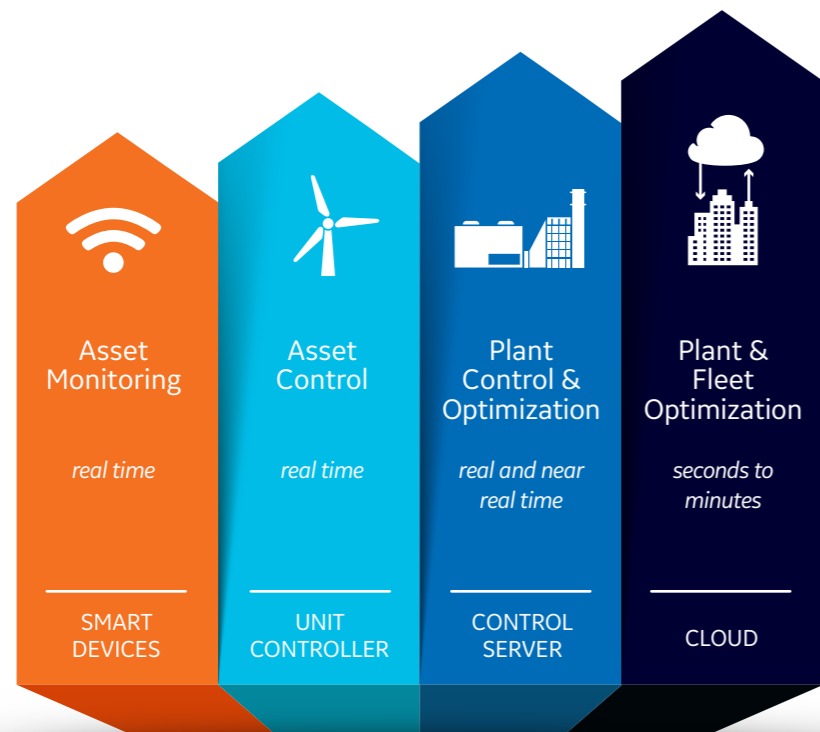 Asset
Monitoring
real time
SMART
DEVICES
Asset
Control
real time
UNIT
CONTROLLER
Plant
Control &
Optimization
real and near
real time
CONTROL
SERVER
Plant &
Fleet
Optimization
seconds to
minutes
CLOUD